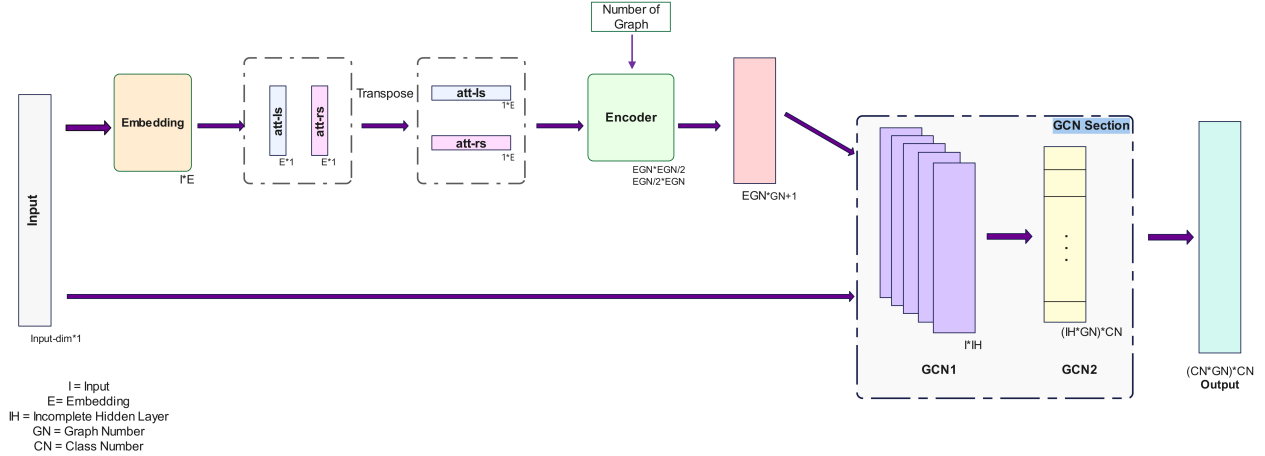 Number of
Graph
Input
Input-dim*1
Embedding
I*E
att-ls
E*1
att-rs
E*1
Transpose
att-ls
1*E
att-rs
1*E
Encoder
EGN*EGN/2
EGN/2*EGN
EGN*GN+1
GCN Section
I*IH
GCN1
(IH*GN)*CN
GCN2
(CN*GN)*CN
Output
I = Input
E= Embedding
IH = Incomplete Hidden Layer
GN = Graph Number
CN = Class Number